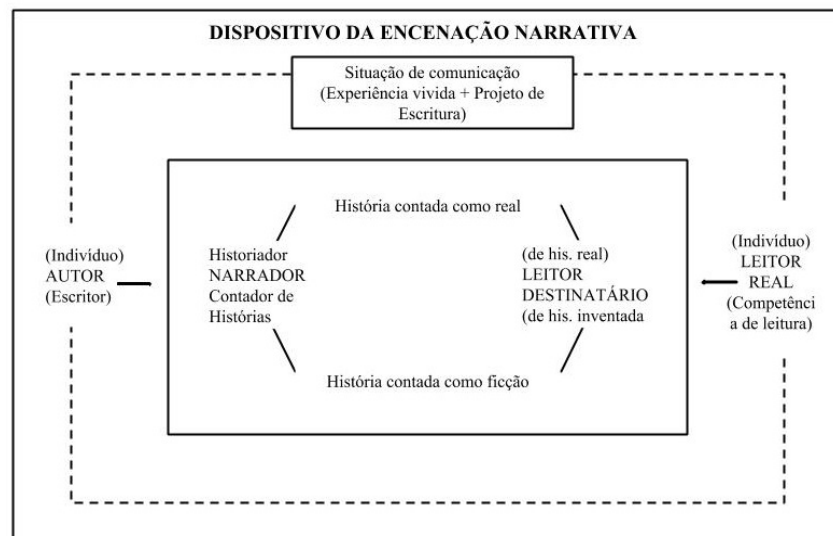 DISPOSITIVO DA ENCENAÇÃO NARRATIVA
Situação de comunicação
(Experiência vivida + Projeto de
Escritura)
História contada como real
(Indivíduo)
AUTOR
(Escritor)
Historiador
NARRADOR
Contador de
Histórias
(de his. real)
LEITOR
DESTINATÁRIO
(de his. inventada
(Indivíduo)
LEITOR
REAL
(Competênci
a de leitura)
História contada como ficção